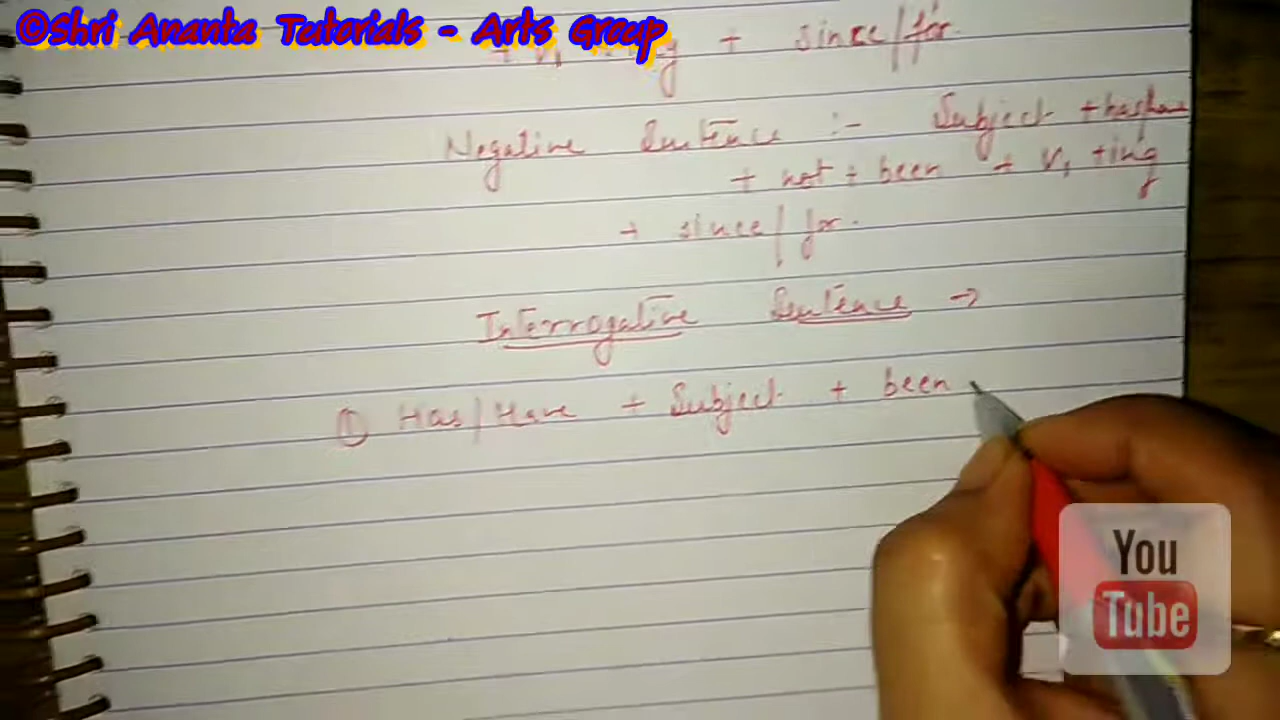 ©Shri Ananta Tutorials - Arts Group
+ V1 + since/for.
Negative Sentence :- Subject + has/have
+ not + been + V1 + ing
+ since/for.
Interrogative Sentence →
① Has/Have + Subject + been
You
Tube